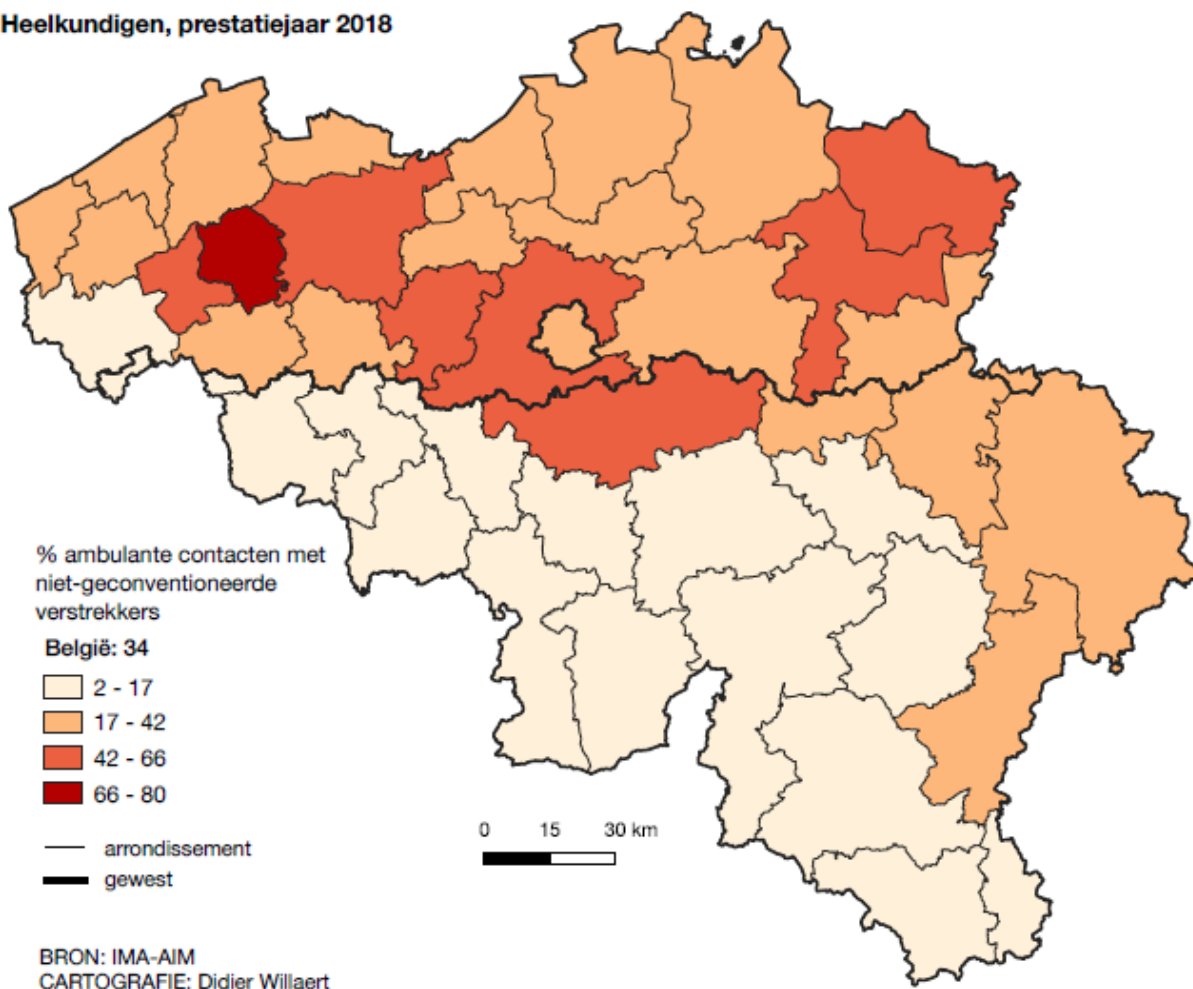 Heelkundigen, prestatiejaar 2018
% ambulante contacten met
niet-geconventioneerde
verstrekkers
België: 34
2 - 17
17 - 42
42 - 66
66 - 80
arrondissement
gewest
0 15 30 km
BRON: IMA-AIM
CARTOGRAFIE: Didier Willaert